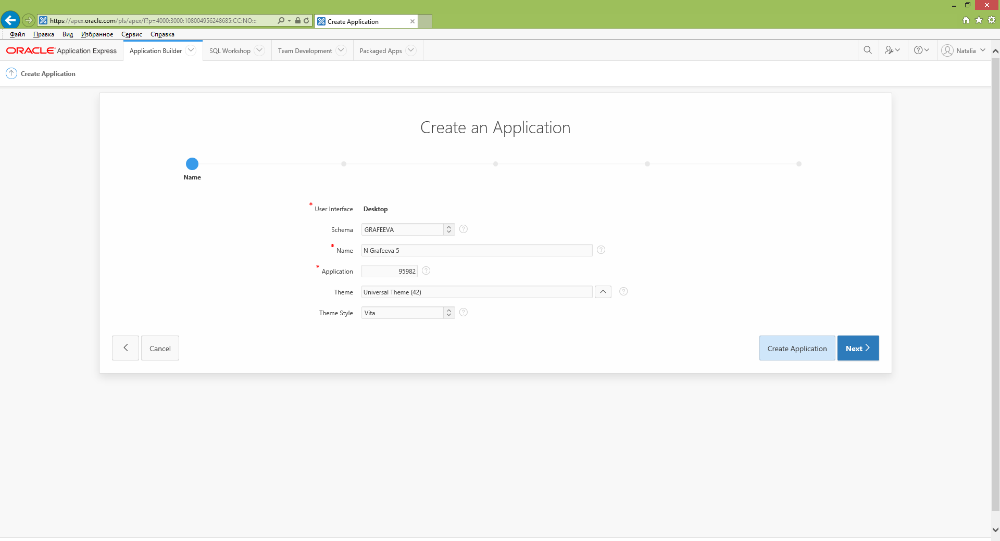 https://apex.oracle.com/pls/apex/f?p=4000:3000:108004956248685:CC:NO:::
Create Application
Файл Правка Вид Избранное Сервис Справка
ORACLE Application Express Application Builder SQL Workshop Team Development Packaged Apps Natalia
Create Application
Create an Application
Name
* User Interface Desktop
Schema GRAFEEVA ?
* Name N Grafeeva 5 ?
* Application 95982 ?
Theme Universal Theme (42) ?
Theme Style Vita ?
Cancel Create Application Next